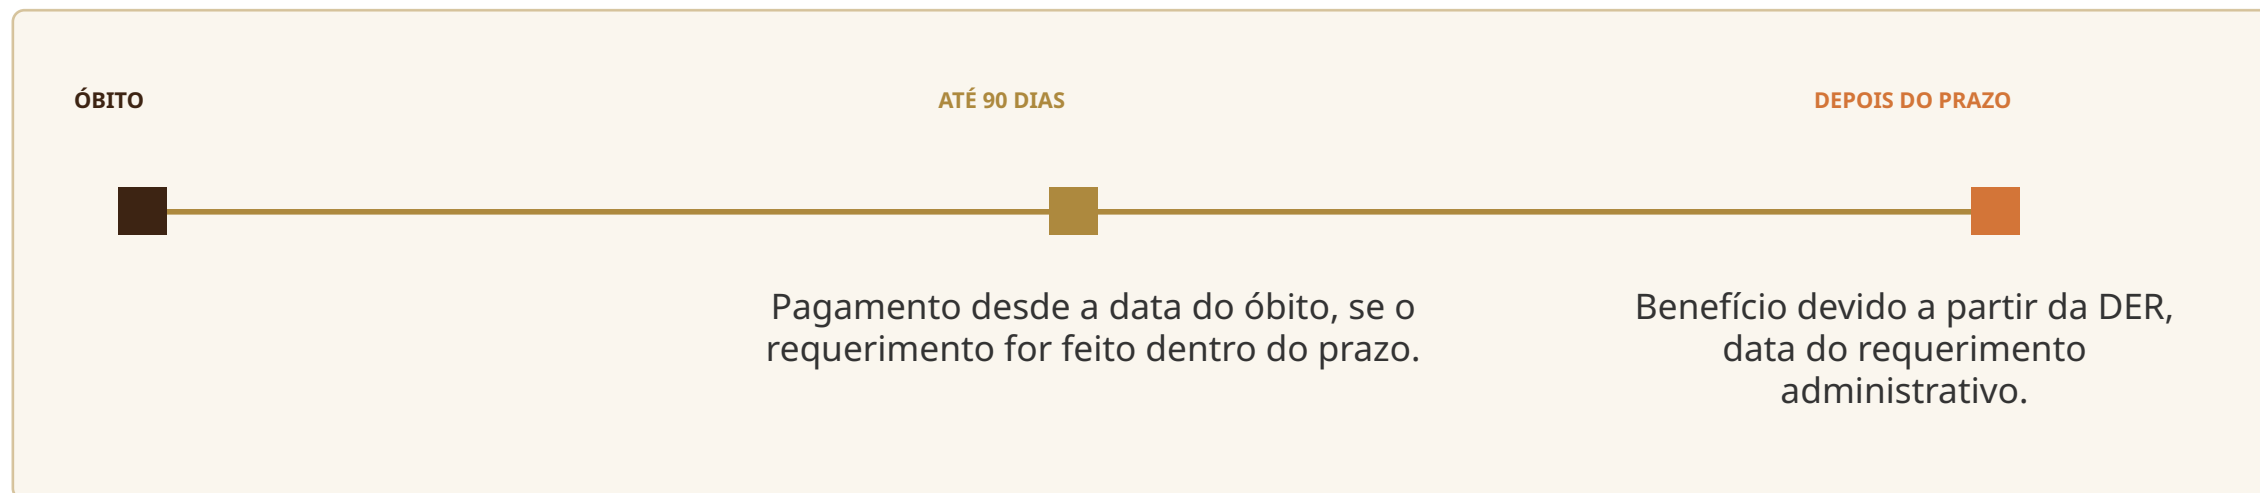 ÓBITO
ATÉ 90 DIAS
DEPOIS DO PRAZO
Pagamento desde a data do óbito, se o
requerimento for feito dentro do prazo.
Benefício devido a partir da DER,
data do requerimento
administrativo.